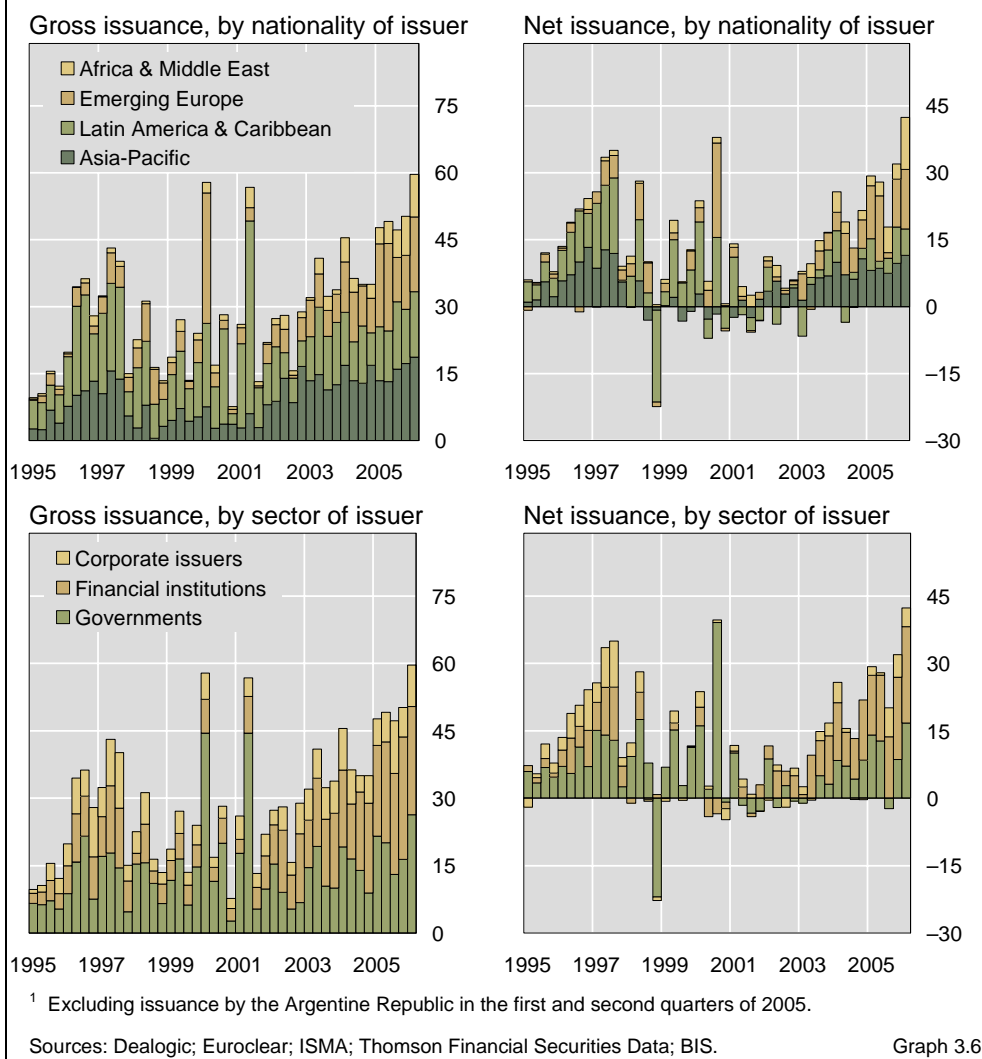 Gross issuance, by nationality of issuer
Africa & Middle East
Emerging Europe
Latin America & Caribbean
Asia-Pacific
75
60
45
30
15
0
1995 1997 1999 2001 2003 2005
Net issuance, by nationality of issuer
45
30
15
0
–15
–30
1995 1997 1999 2001 2003 2005
Gross issuance, by sector of issuer
Corporate issuers
Financial institutions
Governments
75
60
45
30
15
0
1995 1997 1999 2001 2003 2005
Net issuance, by sector of issuer
45
30
15
0
–15
–30
1995 1997 1999 2001 2003 2005
1 Excluding issuance by the Argentine Republic in the first and second quarters of 2005.
Sources: Dealogic; Euroclear; ISMA; Thomson Financial Securities Data; BIS. Graph 3.6